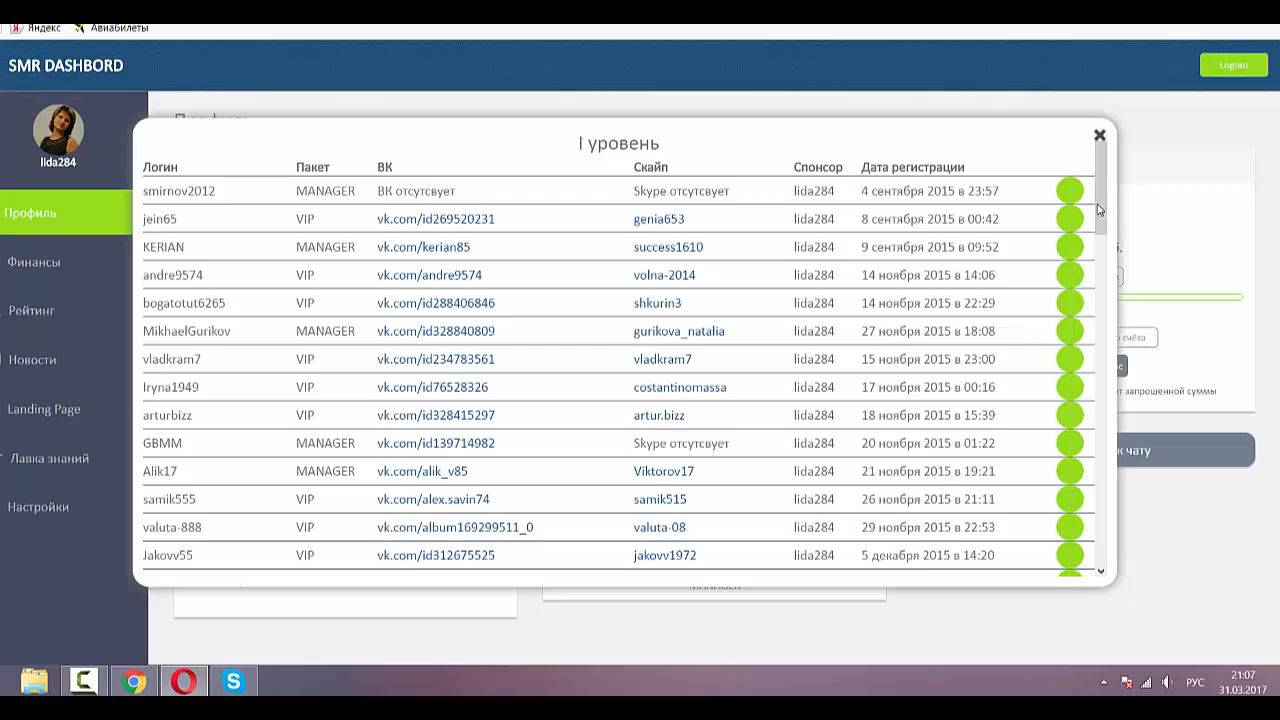 Яндекс Авиабилеты
SMR DASHBORD
Logout
lida284
Профиль
Финансы
Рейтинг
Новости
Landing Page
Лавка знаний
Настройки
I уровень
Логин Пакет ВК Скайп Спонсор Дата регистрации
smirnov2012 MANAGER ВК отсутсвует Skype отсутсвует lida284 4 сентября 2015 в 23:57
jein65 VIP vk.com/id269520231 genia653 lida284 8 сентября 2015 в 00:42
KERIAN MANAGER vk.com/kerian85 success1610 lida284 9 сентября 2015 в 09:52
andre9574 VIP vk.com/andre9574 volna-2014 lida284 14 ноября 2015 в 14:06
bogatotut6265 VIP vk.com/id288406846 shkurin3 lida284 14 ноября 2015 в 22:29
MikhaelGurikov MANAGER vk.com/id328840809 gurikova_natalia lida284 27 ноября 2015 в 18:08
vladkram7 VIP vk.com/id234783561 vladkram7 lida284 15 ноября 2015 в 23:00
Iryna1949 VIP vk.com/id76528326 costantinomassa lida284 17 ноября 2015 в 00:16
arturbizz VIP vk.com/id328415297 artur.bizz lida284 18 ноября 2015 в 15:39
GBMM MANAGER vk.com/id139714982 Skype отсутсвует lida284 20 ноября 2015 в 01:22
Alik17 MANAGER vk.com/alik_v85 Viktorov17 lida284 21 ноября 2015 в 19:21
samik555 VIP vk.com/alex.savin74 samik515 lida284 26 ноября 2015 в 21:11
valuta-888 VIP vk.com/album169299511_0 valuta-08 lida284 29 ноября 2015 в 22:53
Jakovv55 VIP vk.com/id312675525 jakovv1972 lida284 5 декабря 2015 в 14:20
счёта
т запрошенной суммы
к чату
РУС
21:07
31.03.2017